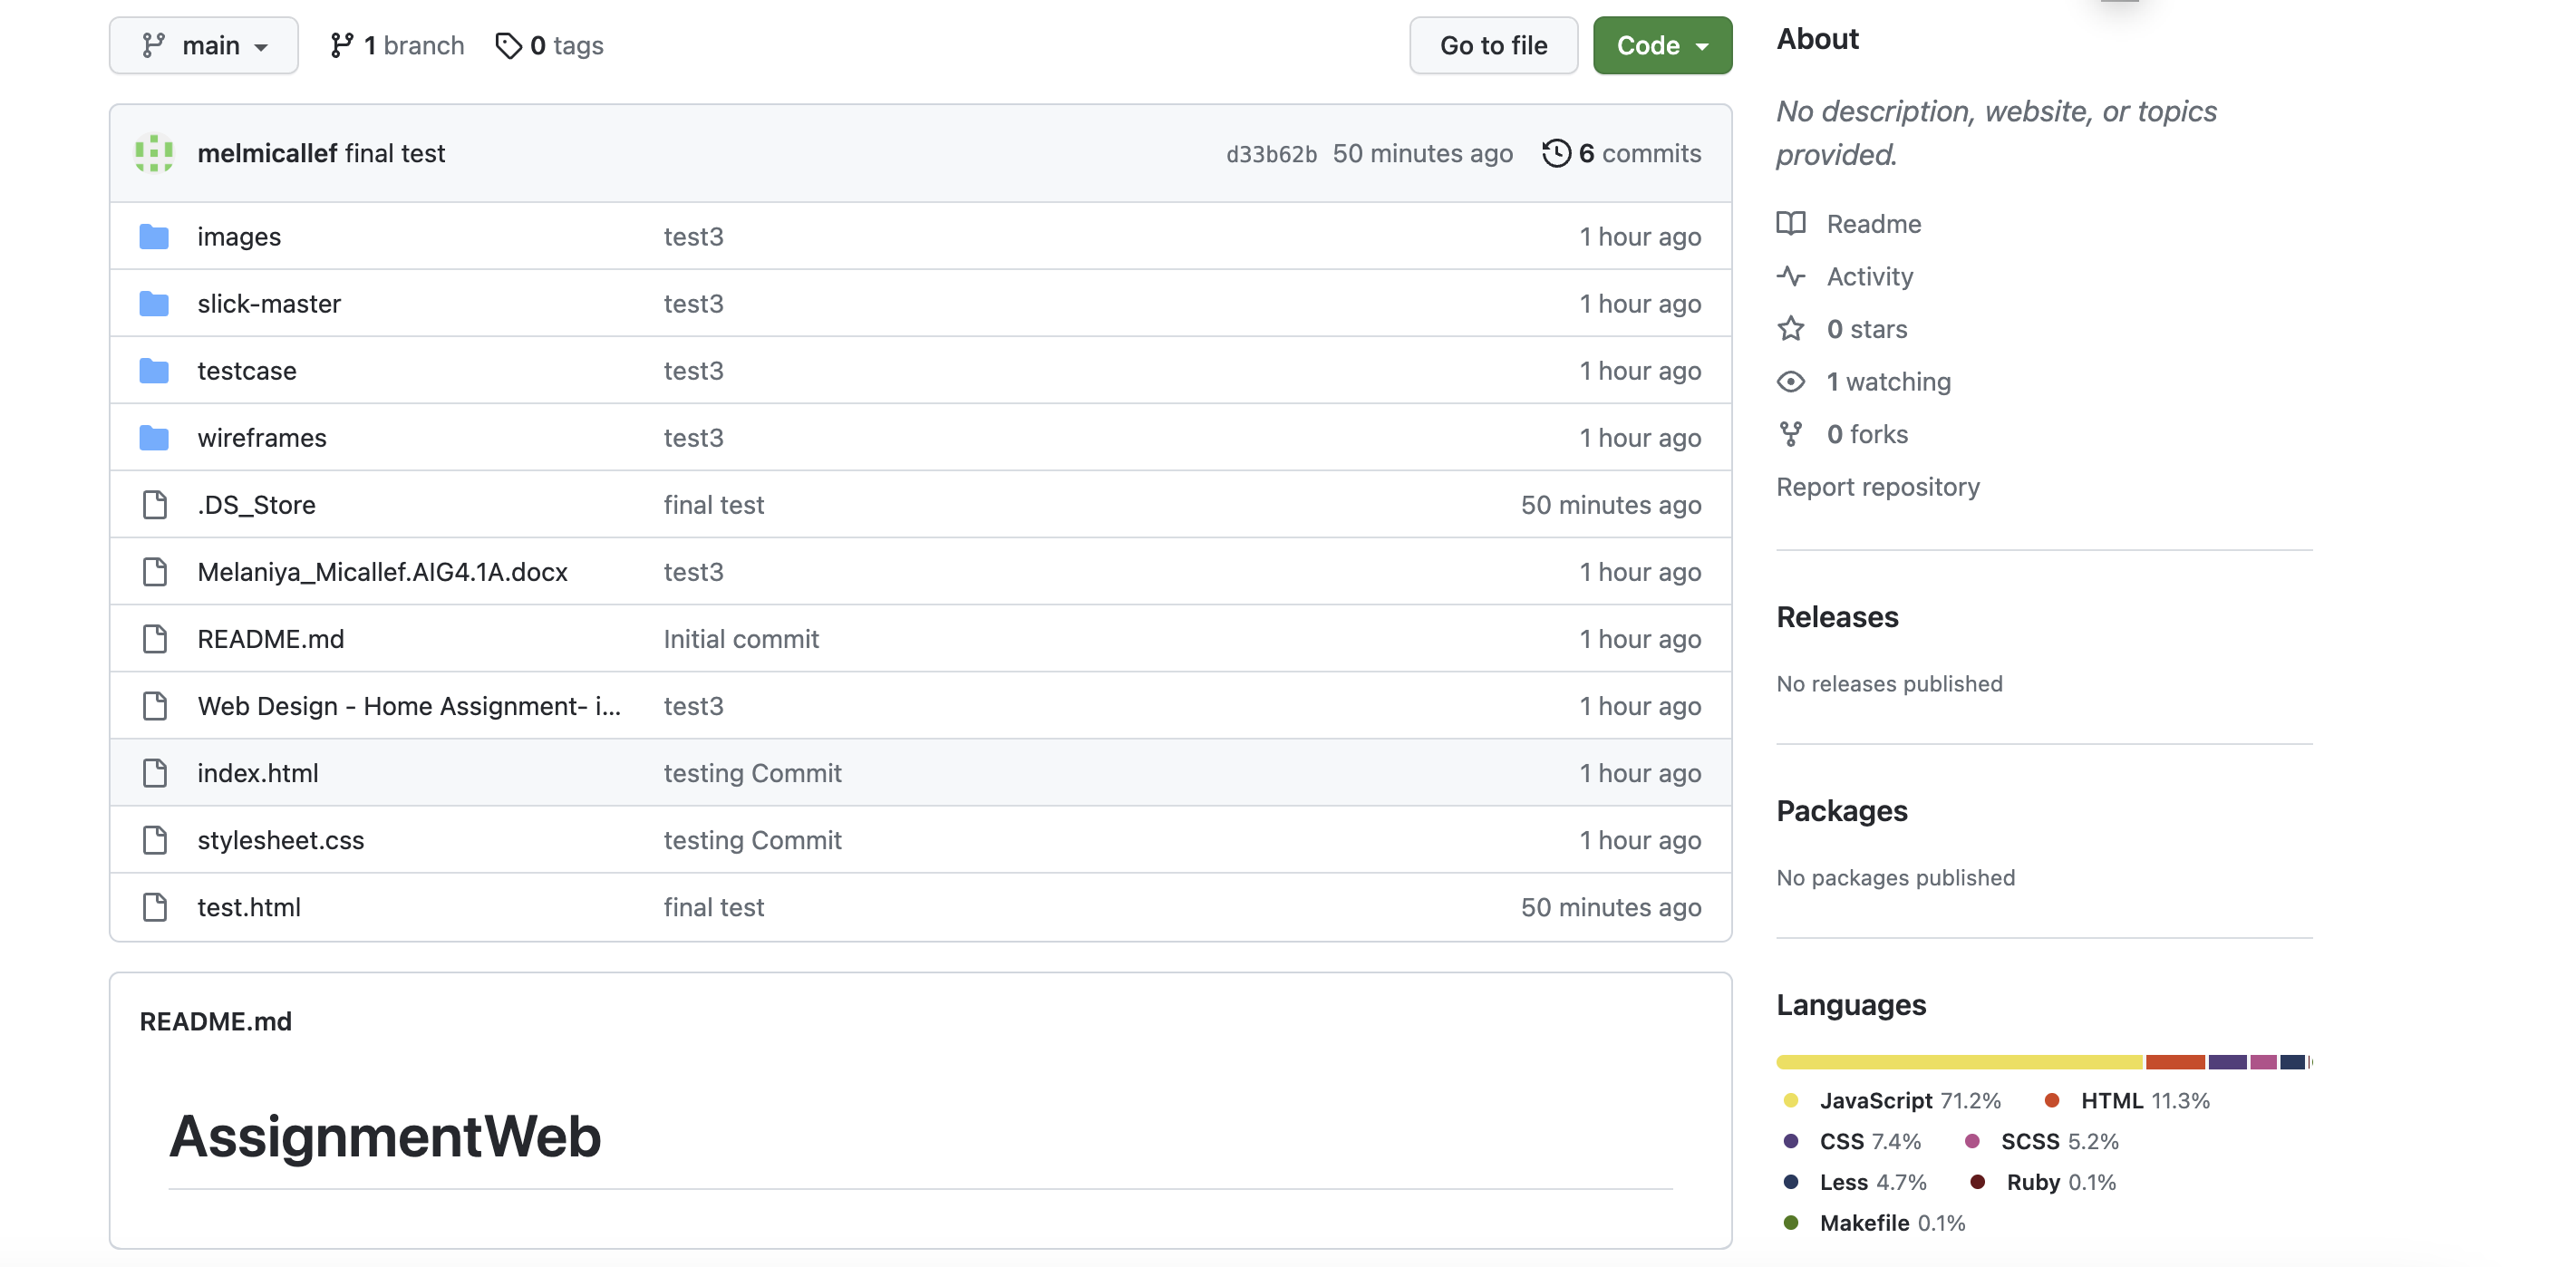 main
1 branch
0 tags
Go to file
Code
melmicallef final test
d33b62b 50 minutes ago
6 commits
images test3 1 hour ago
slick-master test3 1 hour ago
testcase test3 1 hour ago
wireframes test3 1 hour ago
.DS_Store final test 50 minutes ago
Melaniya_Micallef.AIG4.1A.docx test3 1 hour ago
README.md Initial commit 1 hour ago
Web Design - Home Assignment- i... test3 1 hour ago
index.html testing Commit 1 hour ago
stylesheet.css testing Commit 1 hour ago
test.html final test 50 minutes ago
README.md
AssignmentWeb
About
No description, website, or topics
provided.
Readme
Activity
0 stars
1 watching
0 forks
Report repository
Releases
No releases published
Packages
No packages published
Languages
JavaScript 71.2% HTML 11.3%
CSS 7.4% SCSS 5.2%
Less 4.7% Ruby 0.1%
Makefile 0.1%